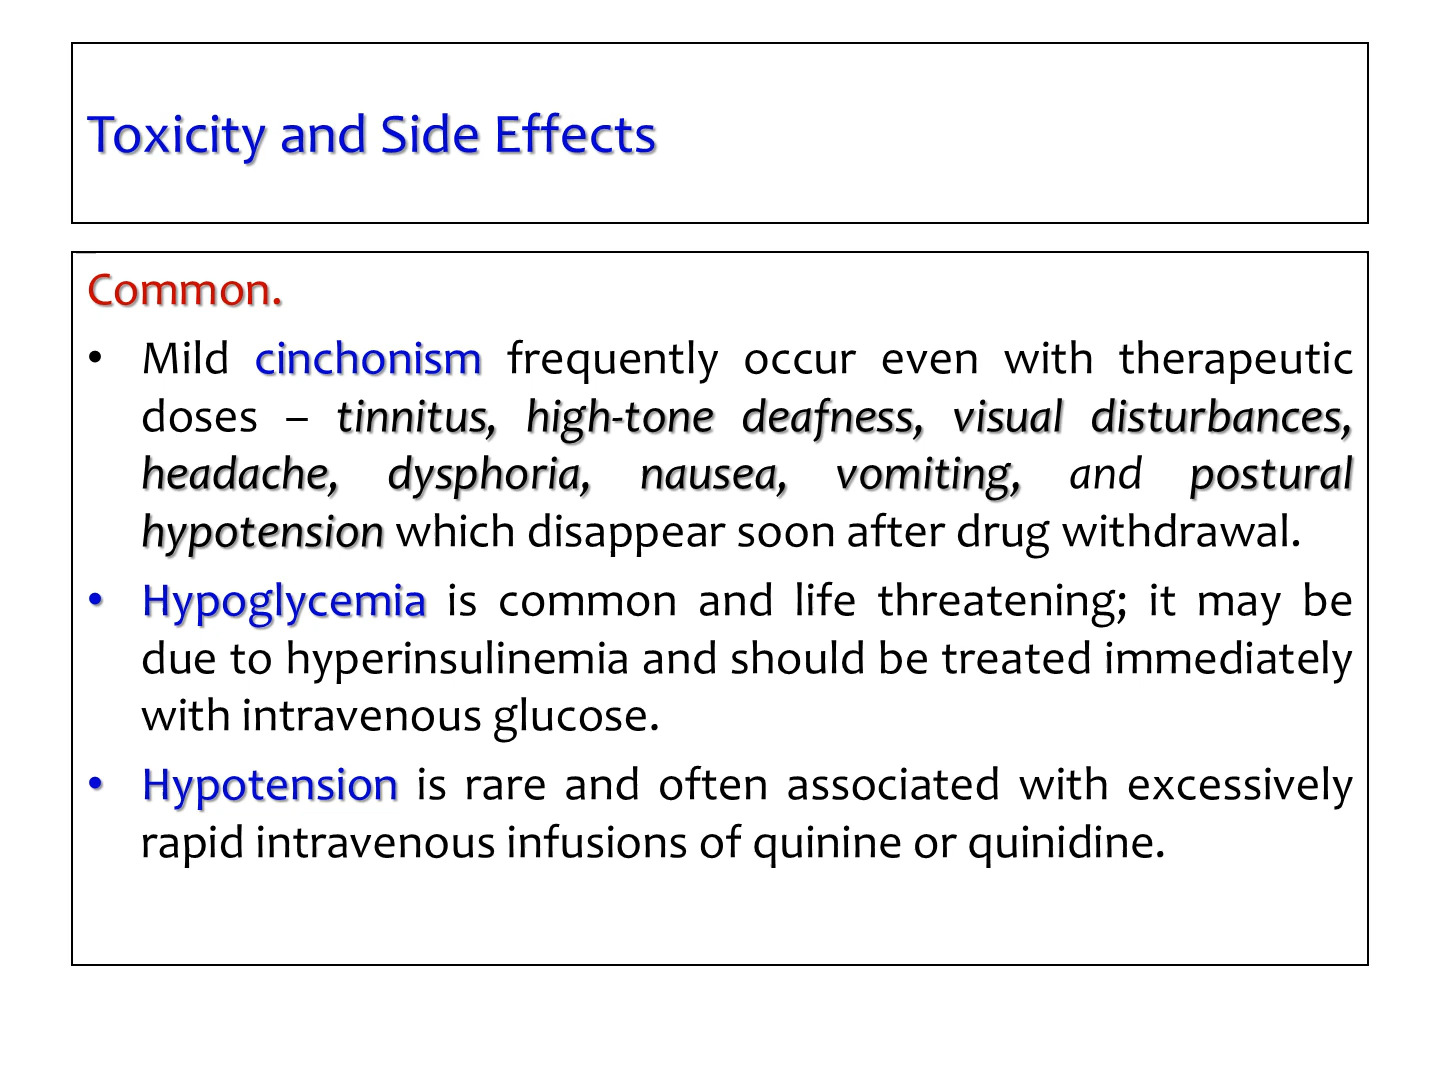 Toxicity and Side Effects
Common.
• Mild cinchonism frequently occur even with therapeutic
doses – tinnitus, high-tone deafness, visual disturbances,
headache, dysphoria, nausea, vomiting, and postural
hypotension which disappear soon after drug withdrawal.
• Hypoglycemia is common and life threatening; it may be
due to hyperinsulinemia and should be treated immediately
with intravenous glucose.
• Hypotension is rare and often associated with excessively
rapid intravenous infusions of quinine or quinidine.